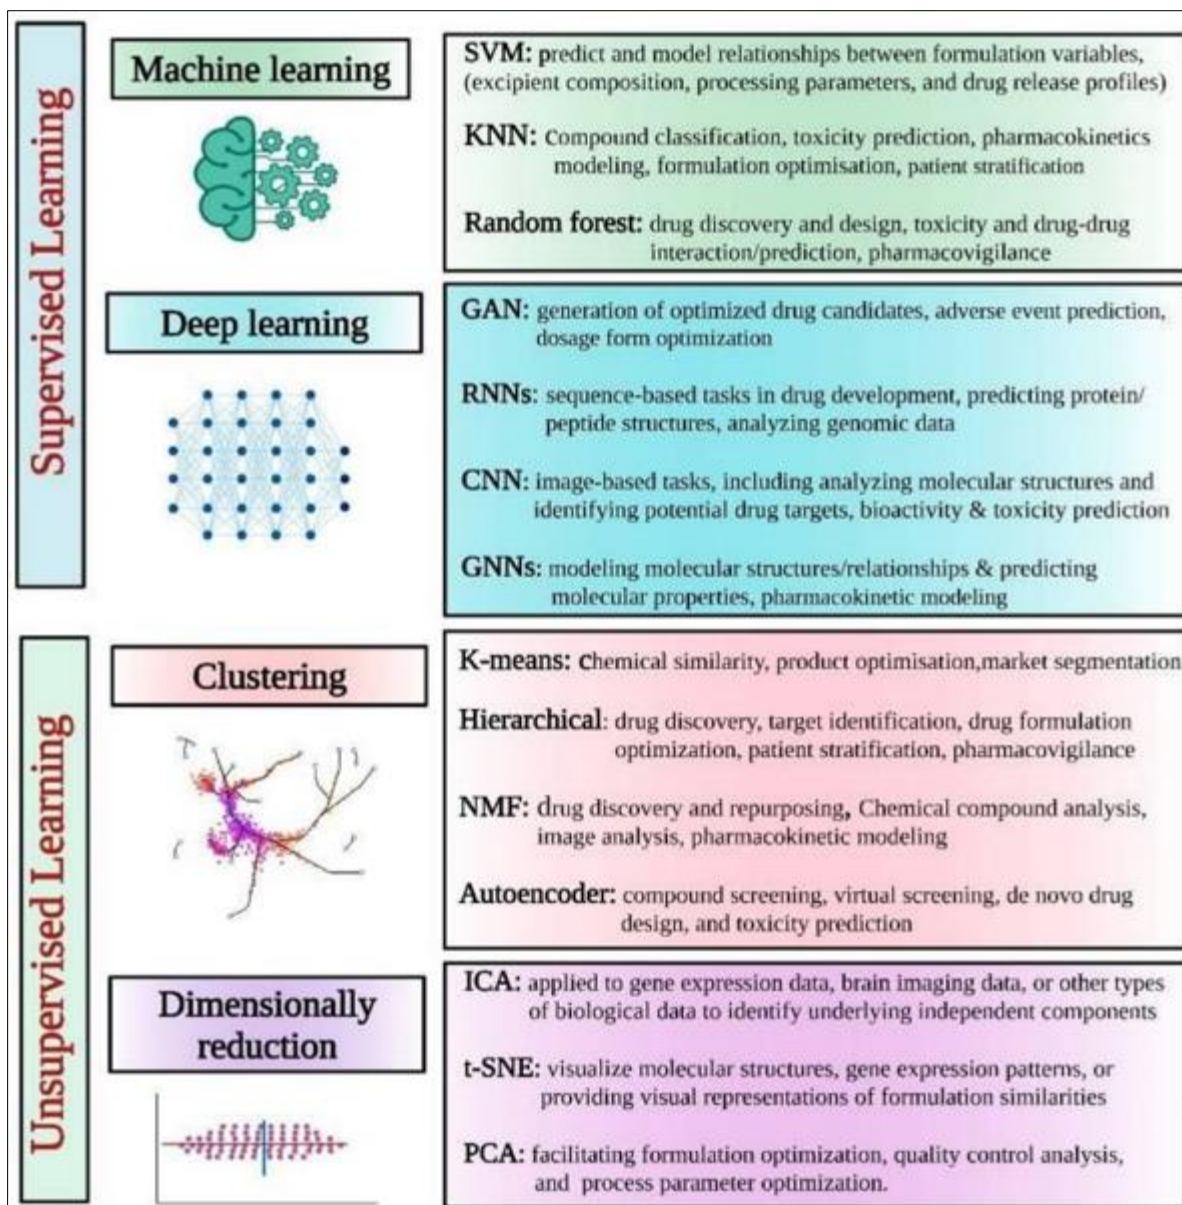 Supervised Learning
Machine learning
SVM: predict and model relationships between formulation variables,
(excipient composition, processing parameters, and drug release profiles)
KNN: Compound classification, toxicity prediction, pharmacokinetics
modeling, formulation optimisation, patient stratification
Random forest: drug discovery and design, toxicity and drug-drug
interaction/prediction, pharmacovigilance
Deep learning
GAN: generation of optimized drug candidates, adverse event prediction,
dosage form optimization
RNNs: sequence-based tasks in drug development, predicting protein/
peptide structures, analyzing genomic data
CNN: image-based tasks, including analyzing molecular structures and
identifying potential drug targets, bioactivity & toxicity prediction
GNNs: modeling molecular structures/relationships & predicting
molecular properties, pharmacokinetic modeling
Unsupervised Learning
Clustering
K-means: Chemical similarity, product optimisation,market segmentation
Hierarchical: drug discovery, target identification, drug formulation
optimization, patient stratification, pharmacovigilance
NMF: drug discovery and repurposing, Chemical compound analysis,
image analysis, pharmacokinetic modeling
Autoencoder: compound screening, virtual screening, de novo drug
design, and toxicity prediction
Dimensionally
reduction
ICA: applied to gene expression data, brain imaging data, or other types
of biological data to identify underlying independent components
t-SNE: visualize molecular structures, gene expression patterns, or
providing visual representations of formulation similarities
PCA: facilitating formulation optimization, quality control analysis,
and process parameter optimization.